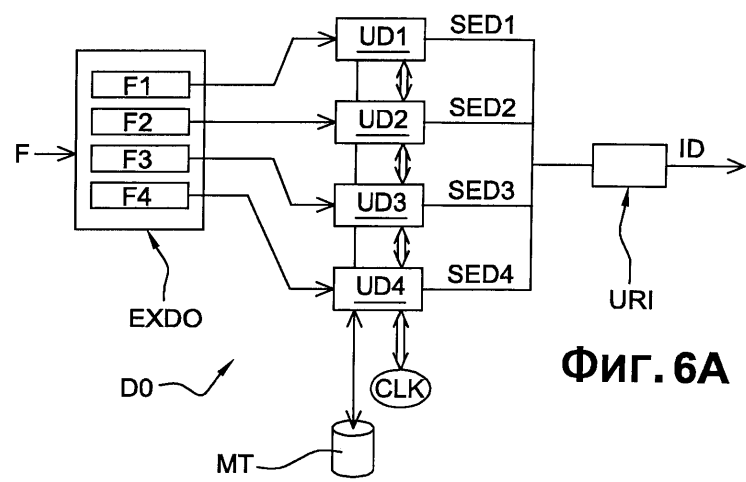 UD1
SED1
F1
UD2
SED2
F2
F
F3
ID
F4
UD3
SED3
UD4
SED4
EXDO
URI
D0
CLK
Фиг. 6А
MT